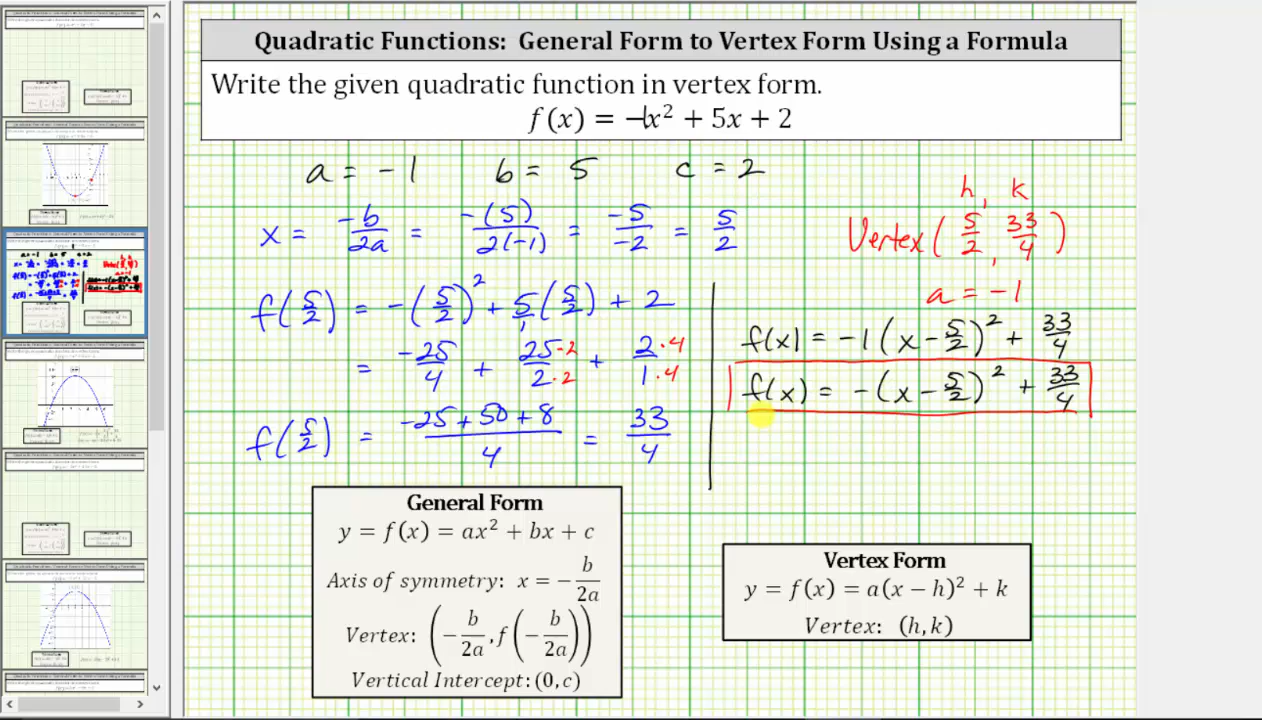 Quadratic Functions: General Form to Vertex Form Using a Formula
Write the given quadratic function in vertex form.
f(x) = −1x² + 5x + 2
a = -1 b = 5 c = 2
x = -b/2a = -(5)/2(-1) = -5/-2 = 5/2
f(5/2) = -(5/2)² + 5/1(5/2) + 2
= -25/4 + 25·2/2·2 + 2·4/1·4
f(5/2) = -25+50+8/4 = 33/4
h, k
Vertex(5/2, 33/4)
a = -1
f(x) = -1(x - 5/2)² + 33/4
f(x) = -(x - 5/2)² + 33/4
General Form
y = f(x) = ax² + bx + c
Axis of symmetry: x = −b/2a
Vertex: (−b/2a, f(−b/2a))
Vertical Intercept: (0, c)
Vertex Form
y = f(x) = a(x − h)² + k
Vertex: (h, k)